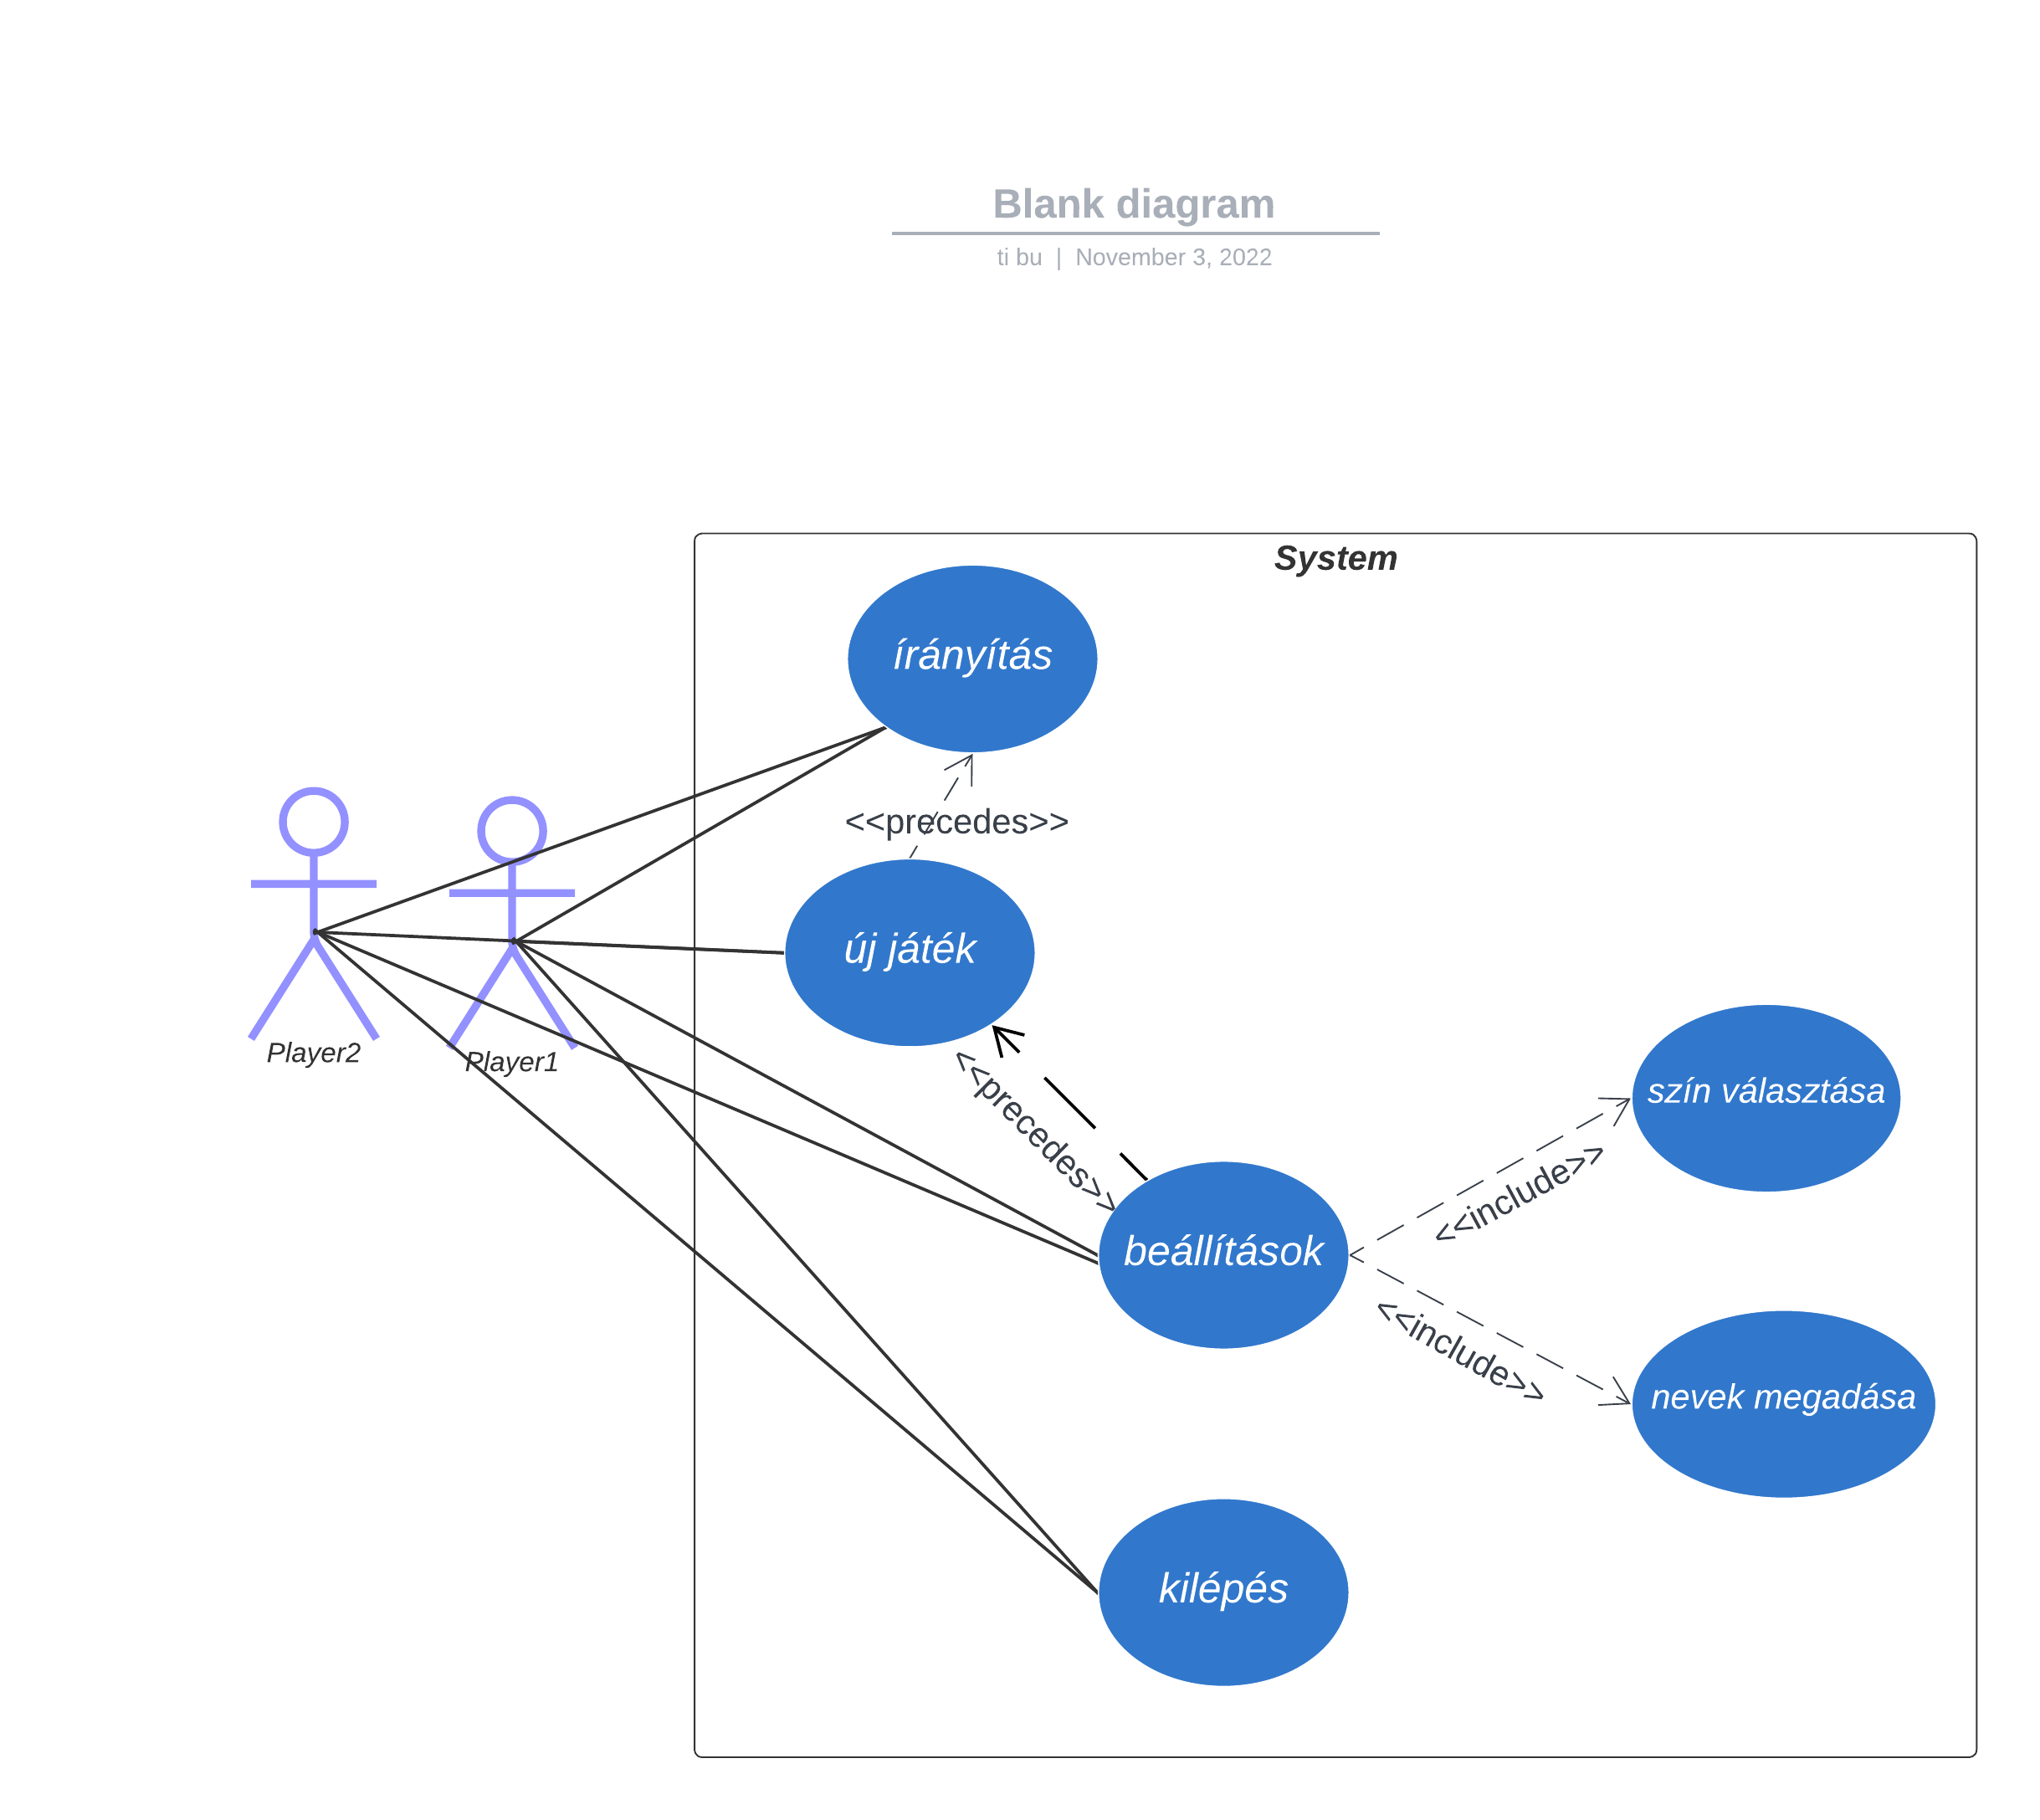 Blank diagram
ti bu | November 3, 2022
System
írányítás
<<precedes>>
új játék
Player2
Player1
<<precedes>>
szín választása
<<include>>
beállítások
<<include>>
nevek megadása
kilépés